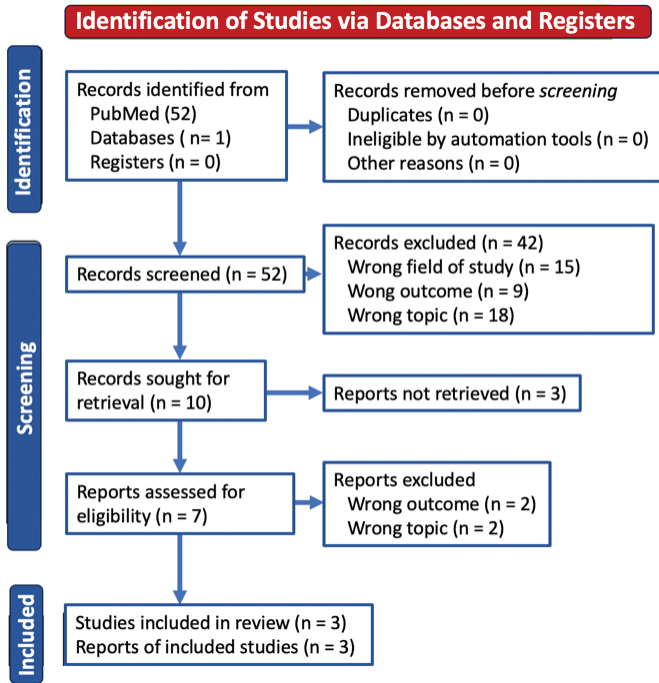 Identification of Studies via Databases and Registers
Identification
Records identified from
PubMed (52)
Databases ( n= 1)
Registers (n = 0)
Records removed before screening
Duplicates (n = 0)
Ineligible by automation tools (n = 0)
Other reasons (n = 0)
Screening
Records screened (n = 52)
Records excluded (n = 42)
Wrong field of study (n = 15)
Wong outcome (n = 9)
Wrong topic (n = 18)
Records sought for
retrieval (n = 10)
Reports not retrieved (n = 3)
Reports assessed for
eligibility (n = 7)
Reports excluded
Wrong outcome (n = 2)
Wrong topic (n = 2)
Included
Studies included in review (n = 3)
Reports of included studies (n = 3)